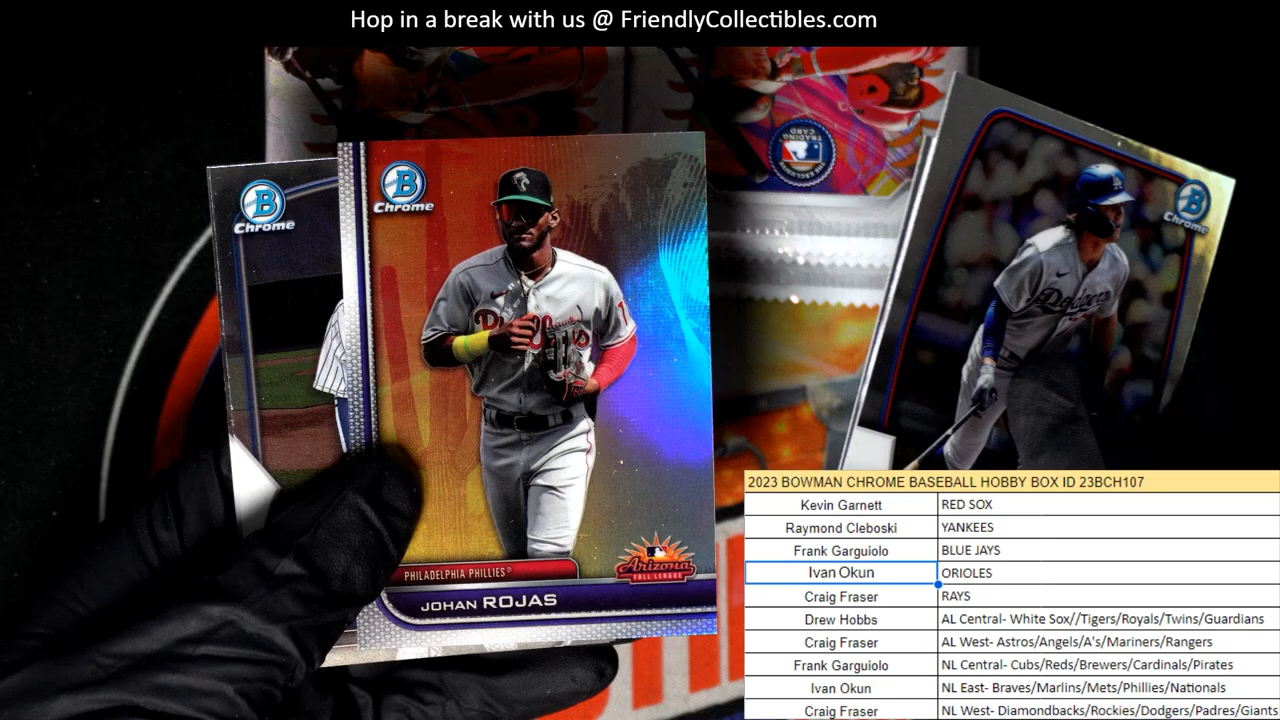 Hop in a break with us @ FriendlyCollectibles.com
THE EXCLUSIVE
TRADING
CARD
B
Chrome
B
Chrome
B
Chrome
Dodgers
Arizona
FALL LEAGUE
PHILADELPHIA PHILLIES®
JOHAN ROJAS
2023 BOWMAN CHROME BASEBALL HOBBY BOX ID 23BCH107
Kevin Garnett RED SOX
Raymond Cleboski YANKEES
Frank Garguiolo BLUE JAYS
Ivan Okun ORIOLES
Craig Fraser RAYS
Drew Hobbs AL Central- White Sox//Tigers/Royals/Twins/Guardians
Craig Fraser AL West- Astros/Angels/A's/Mariners/Rangers
Frank Garguiolo NL Central- Cubs/Reds/Brewers/Cardinals/Pirates
Ivan Okun NL East- Braves/Marlins/Mets/Phillies/Nationals
Craig Fraser NL West- Diamondbacks/Rockies/Dodgers/Padres/Giants